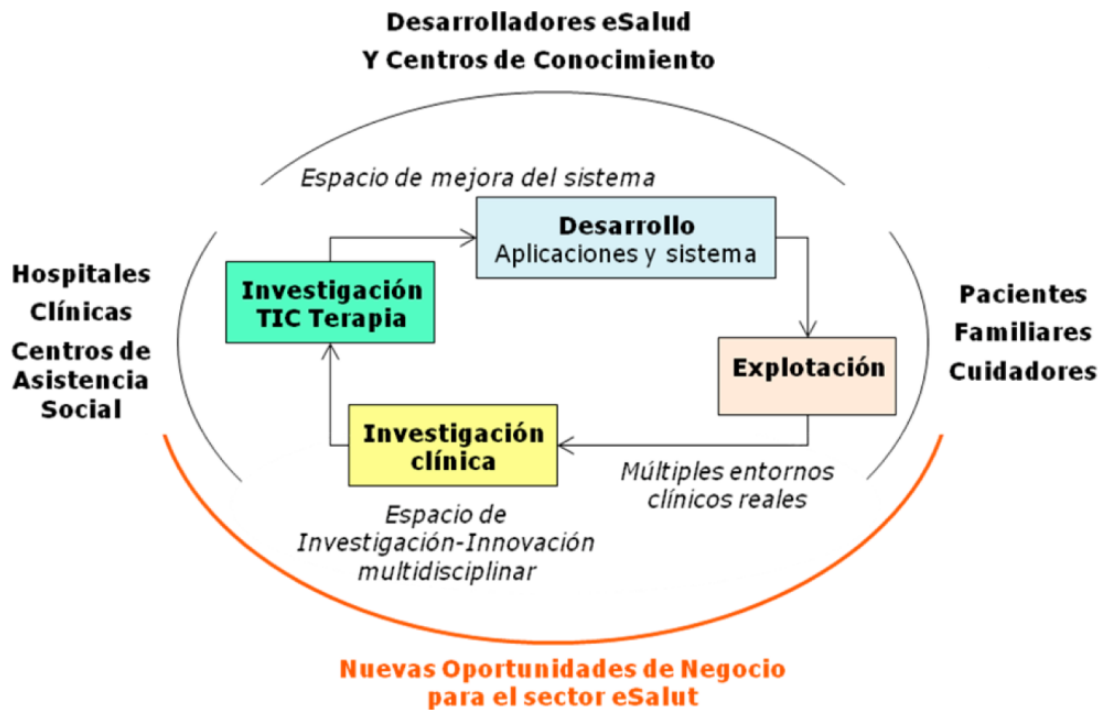 Desarrolladores eSalud
Y Centros de Conocimiento
Espacio de mejora del sistema
Desarrollo
Aplicaciones y sistema
Hospitales
Clínicas
Centros de
Asistencia
Social
Investigación
TIC Terapia
Pacientes
Familiares
Cuidadores
Explotación
Investigación
clínica
Múltiples entornos
clínicos reales
Espacio de
Investigación-Innovación
multidisciplinar
Nuevas Oportunidades de Negocio
para el sector eSalut